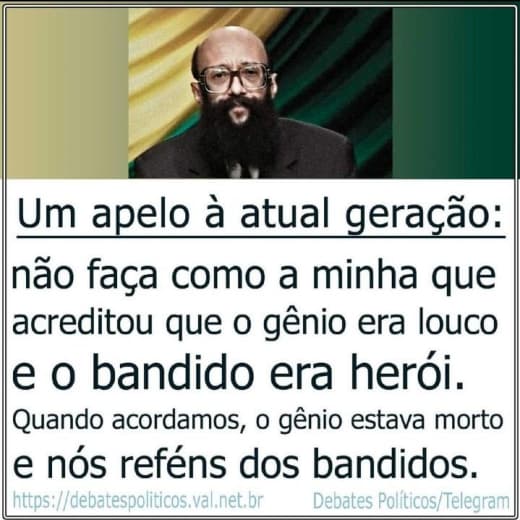 Um apelo à atual geração:
não faça como a minha que
acreditou que o gênio era louco
e o bandido era herói.
Quando acordamos, o gênio estava morto
e nós reféns dos bandidos.
https://debatespoliticos.val.net.br Debates Políticos/Telegram